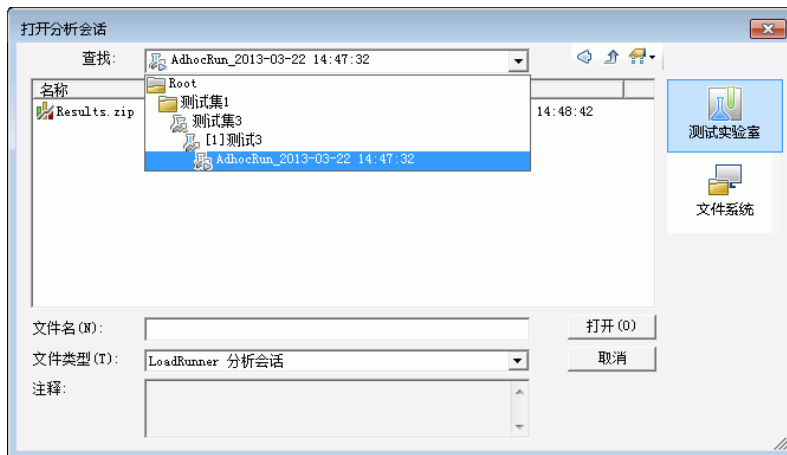 打开分析会话
查找: AdhocRun_2013-03-22 14:47:32
名称
Root
测试集1
测试集3
[1]测试3
AdhocRun_2013-03-22 14:47:32
Results.zip 14:48:42
测试实验室
文件系统
文件名(N): 打开(O)
文件类型(T): LoadRunner 分析会话 取消
注释: